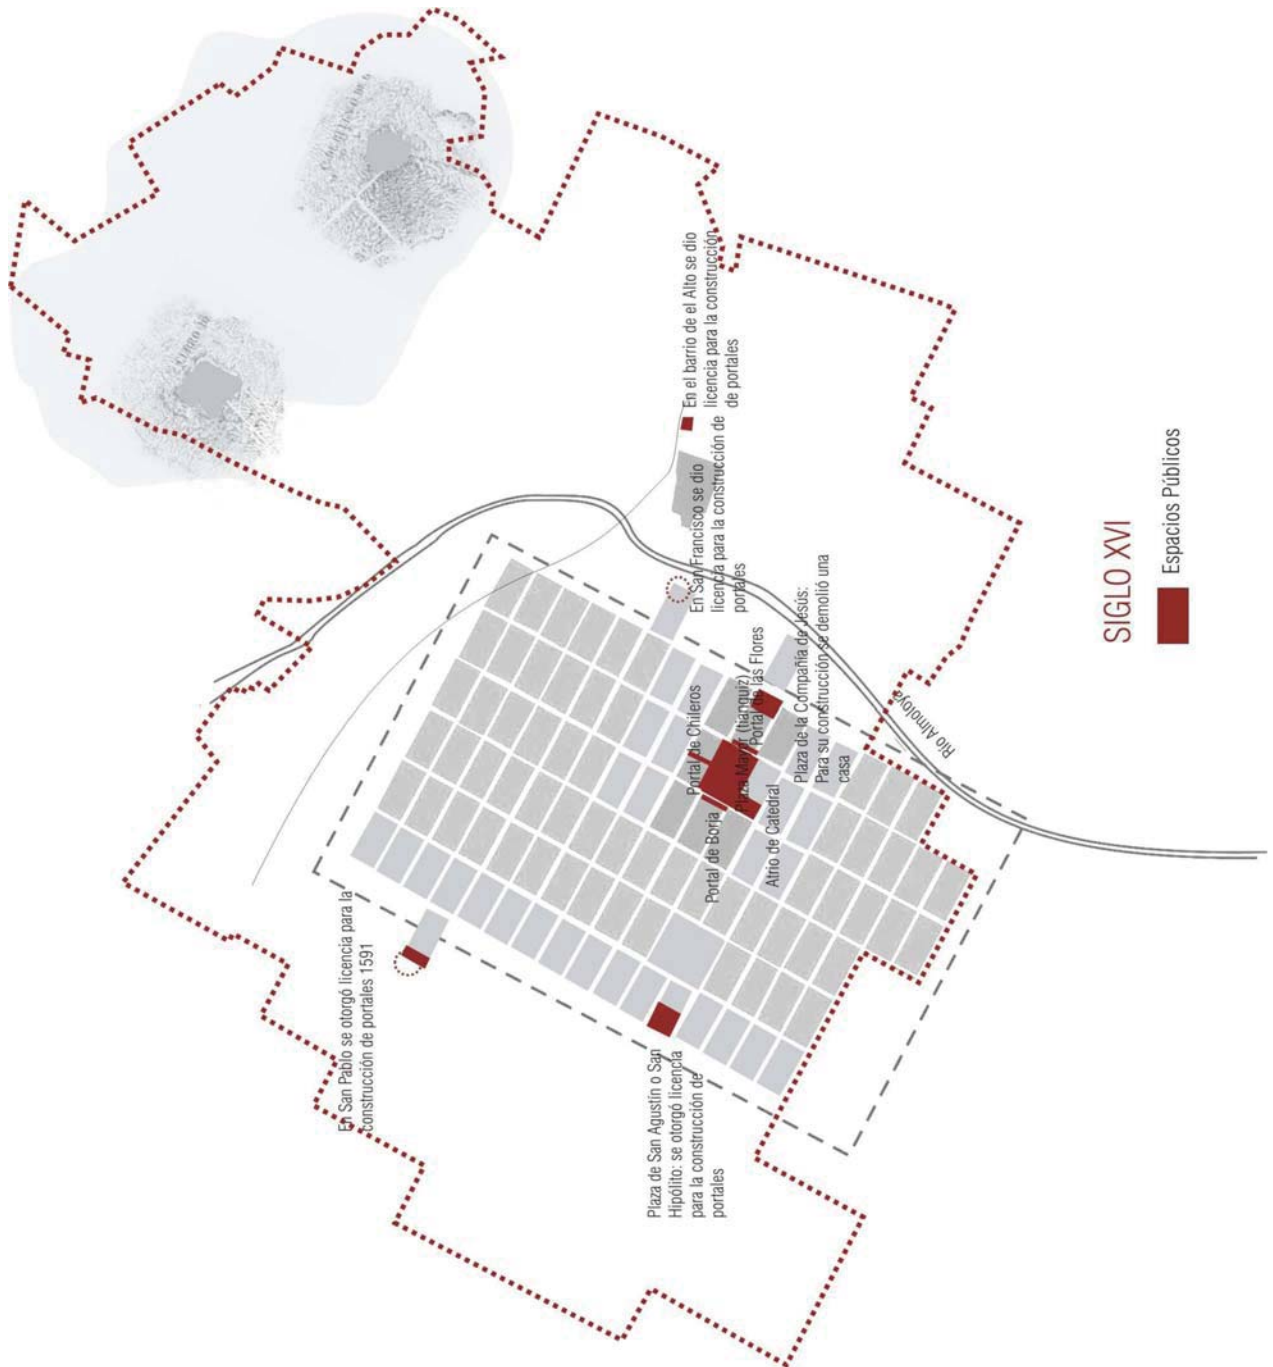 En San Pablo se otorgó licencia para la
construcción de portales 1591
Plaza de San Agustín o San
Hipólito: se otorgó licencia
para la construcción de
portales
En el barrio de el Alto se dio
licencia para la construcción
de portales
En San Francisco se dio
licencia para la construcción de
portales
Portal de Chileros
Portal de Borja
Plaza Mayor (tianguiz)
Portal de las Flores
Atrio de Catedral
Plaza de la Compañía de Jesús:
Para su construcción se demolió una
casa
Río Almoloya
SIGLO XVI
Espacios Públicos